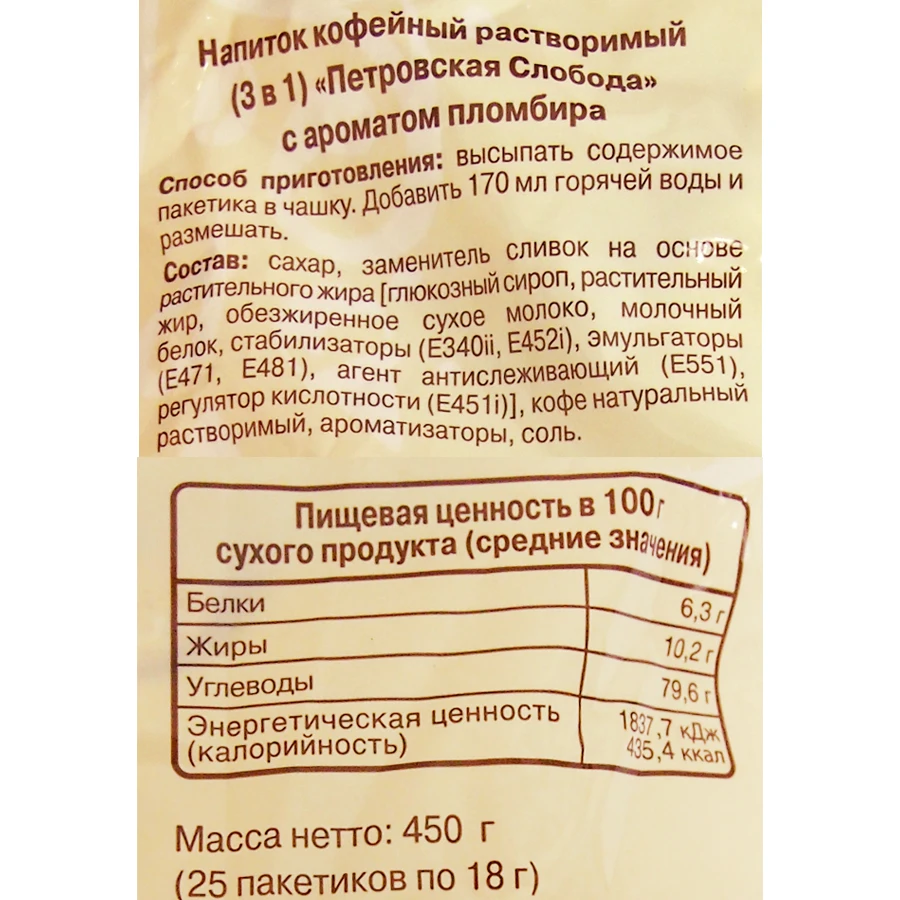 Напиток кофейный растворимый
(3 в 1) «Петровская Слобода»
с ароматом пломбира
Способ приготовления: высыпать содержимое
пакетика в чашку. Добавить 170 мл горячей воды и
размешать.
Состав: сахар, заменитель сливок на основе
растительного жира [глюкозный сироп, растительный
жир, обезжиренное сухое молоко, молочный
белок, стабилизаторы (Е340ii, Е452i), эмульгаторы
(Е471, Е481), агент антислеживающий (Е551),
регулятор кислотности (Е451i)], кофе натуральный
растворимый, ароматизаторы, соль.
Пищевая ценность в 100г
сухого продукта (средние значения)
Белки 6,3 г
Жиры 10,2 г
Углеводы 79,6 г
Энергетическая ценность 1837,7 кДж
(калорийность) 435,4 ккал
Масса нетто: 450 г
(25 пакетиков по 18 г)